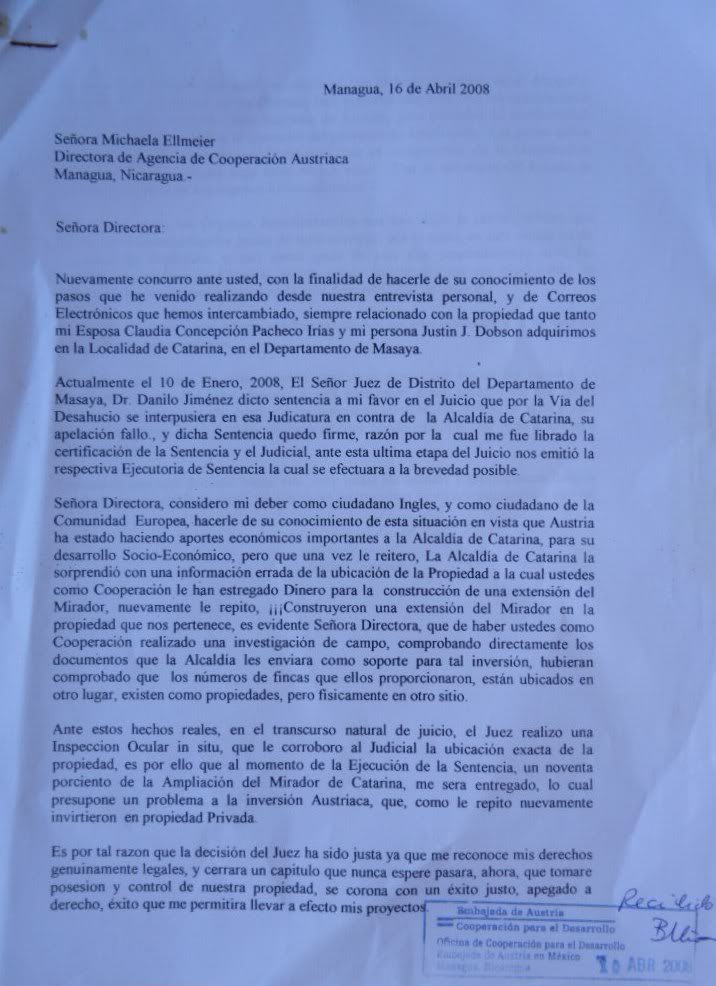 Managua, 16 de Abril 2008
Señora Michaela Ellmeier
Directora de Agencia de Cooperación Austriaca
Managua, Nicaragua.-
Señora Directora:
Nuevamente concurro ante usted, con la finalidad de hacerle de su conocimiento de los
pasos que he venido realizando desde nuestra entrevista personal, y de Correos
Electrónicos que hemos intercambiado, siempre relacionado con la propiedad que tanto
mi Esposa Claudia Concepción Pacheco Irías y mi persona Justin J. Dobson adquirimos
en la Localidad de Catarina, en el Departamento de Masaya.
Actualmente el 10 de Enero, 2008, El Señor Juez de Distrito del Departamento de
Masaya, Dr. Danilo Jiménez dicto sentencia a mi favor en el Juicio que por la Vía del
Desahucio se interpusiera en esa Judicatura en contra de la Alcaldía de Catarina, su
apelación fallo., y dicha Sentencia quedo firme, razón por la cual me fue librado la
certificación de la Sentencia y el Judicial, ante esta ultima etapa del Juicio nos emitió la
respectiva Ejecutoria de Sentencia la cual se efectuara a la brevedad posible.
Señora Directora, considero mi deber como ciudadano Ingles, y como ciudadano de la
Comunidad Europea, hacerle de su conocimiento de esta situación en vista que Austria
ha estado haciendo aportes económicos importantes a la Alcaldía de Catarina, para su
desarrollo Socio-Económico, pero que una vez le reitero, La Alcaldía de Catarina la
sorprendió con una información errada de la ubicación de la Propiedad a la cual ustedes
como Cooperación le han estregado Dinero para la construcción de una extensión del
Mirador, nuevamente le repito, ¡¡¡Construyeron una extensión del Mirador en la
propiedad que nos pertenece, es evidente Señora Directora, que de haber ustedes como
Cooperación realizado una investigación de campo, comprobando directamente los
documentos que la Alcaldía les enviara como soporte para tal inversión, hubieran
comprobado que los números de fincas que ellos proporcionaron, están ubicados en
otro lugar, existen como propiedades, pero físicamente en otro sitio.
Ante estos hechos reales, en el transcurso natural de juicio, el Juez realizo una
Inspeccion Ocular in situ, que le corroboro al Judicial la ubicación exacta de la
propiedad, es por ello que al momento de la Ejecución de la Sentencia, un noventa
porciento de la Ampliación del Mirador de Catarina, me sera entregado, lo cual
presupone un problema a la inversión Austriaca, que, como le repito nuevamente
invirtieron en propiedad Privada.
Es por tal razon que la decisión del Juez ha sido justa ya que me reconoce mis derechos
genuinamente legales, y cerrara un capitulo que nunca espere pasara, ahora, que tomare
posesion y control de nuestra propiedad, se corona con un éxito justo, apegado a
derecho, éxito que me permitira llevar a efecto mis proyectos.
Recibido
Embajada de Austria
Cooperación para el Desarrollo
Oficina de Cooperación para el Desarrollo
Embajada de Austria en México
Managua, Nicaragua
ABR 2008